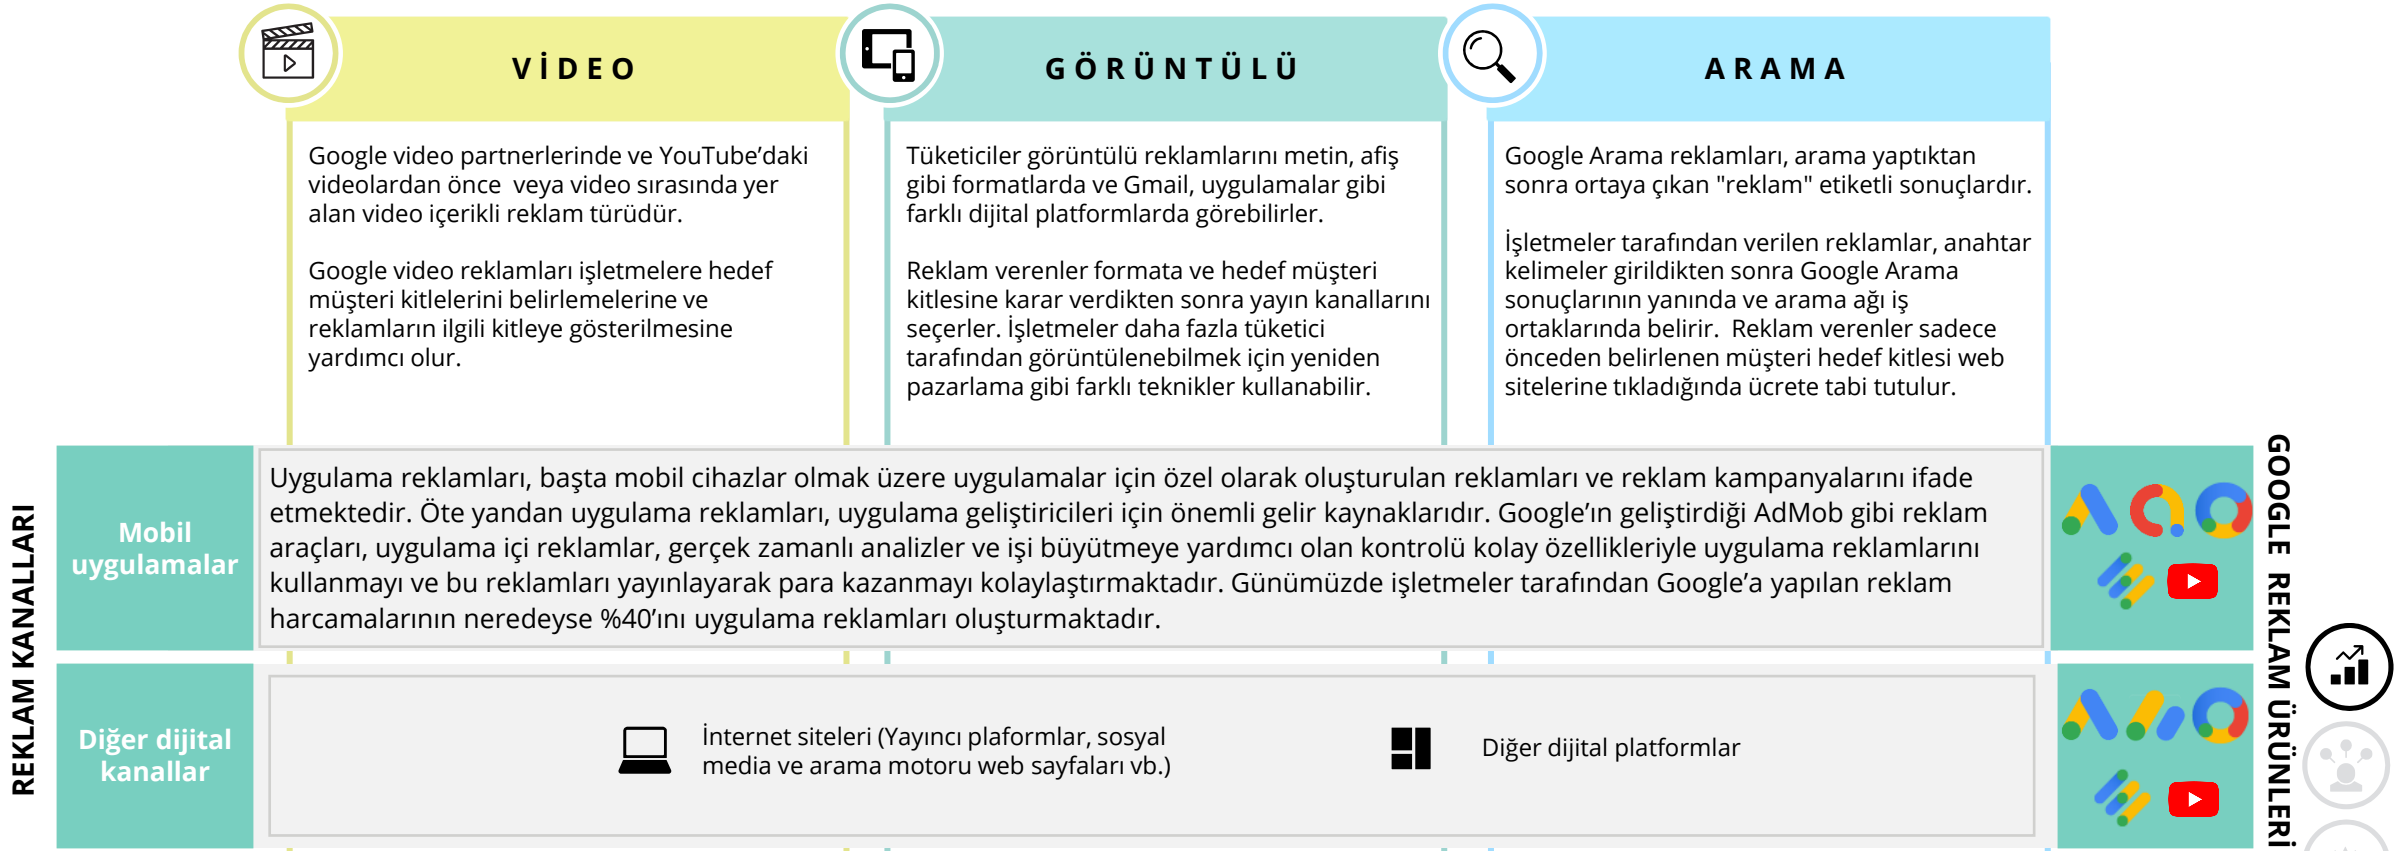 VİDEO
Google video partnerlerinde ve YouTube’daki
videolardan önce  veya video sırasında yer
alan video içerikli reklam türüdür.
Google video reklamları işletmelere hedef
müşteri kitlelerini belirlemelerine ve
reklamların ilgili kitleye gösterilmesine
yardımcı olur.
GÖRÜNTÜLÜ
Tüketiciler görüntülü reklamlarını metin, afiş
gibi formatlarda ve Gmail, uygulamalar gibi
farklı dijital platformlarda görebilirler.
Reklam verenler formata ve hedef müşteri
kitlesine karar verdikten sonra yayın kanallarını
seçerler. İşletmeler daha fazla tüketici
tarafından görüntülenebilmek için yeniden
pazarlama gibi farklı teknikler kullanabilir.
ARAMA
Google Arama reklamları, arama yaptıktan
sonra ortaya çıkan "reklam" etiketli sonuçlardır.
İşletmeler tarafından verilen reklamlar, anahtar
kelimeler girildikten sonra Google Arama
sonuçlarının yanında ve arama ağı iş
ortaklarında belirir.  Reklam verenler sadece
önceden belirlenen müşteri hedef kitlesi web
sitelerine tıkladığında ücrete tabi tutulur.
REKLAM KANALLARI
Mobil
uygulamalar
Uygulama reklamları, başta mobil cihazlar olmak üzere uygulamalar için özel olarak oluşturulan reklamları ve reklam kampanyalarını ifade
etmektedir. Öte yandan uygulama reklamları, uygulama geliştiricileri için önemli gelir kaynaklarıdır. Google’ın geliştirdiği AdMob gibi reklam
araçları, uygulama içi reklamlar, gerçek zamanlı analizler ve işi büyütmeye yardımcı olan kontrolü kolay özellikleriyle uygulama reklamlarını
kullanmayı ve bu reklamları yayınlayarak para kazanmayı kolaylaştırmaktadır. Günümüzde işletmeler tarafından Google’a yapılan reklam
harcamalarının neredeyse %40’ını uygulama reklamları oluşturmaktadır.
Diğer dijital
kanallar
İnternet siteleri (Yayıncı plaformlar, sosyal
media ve arama motoru web sayfaları vb.)
Diğer dijital platformlar
GOOGLE REKLAM ÜRÜNLERİ